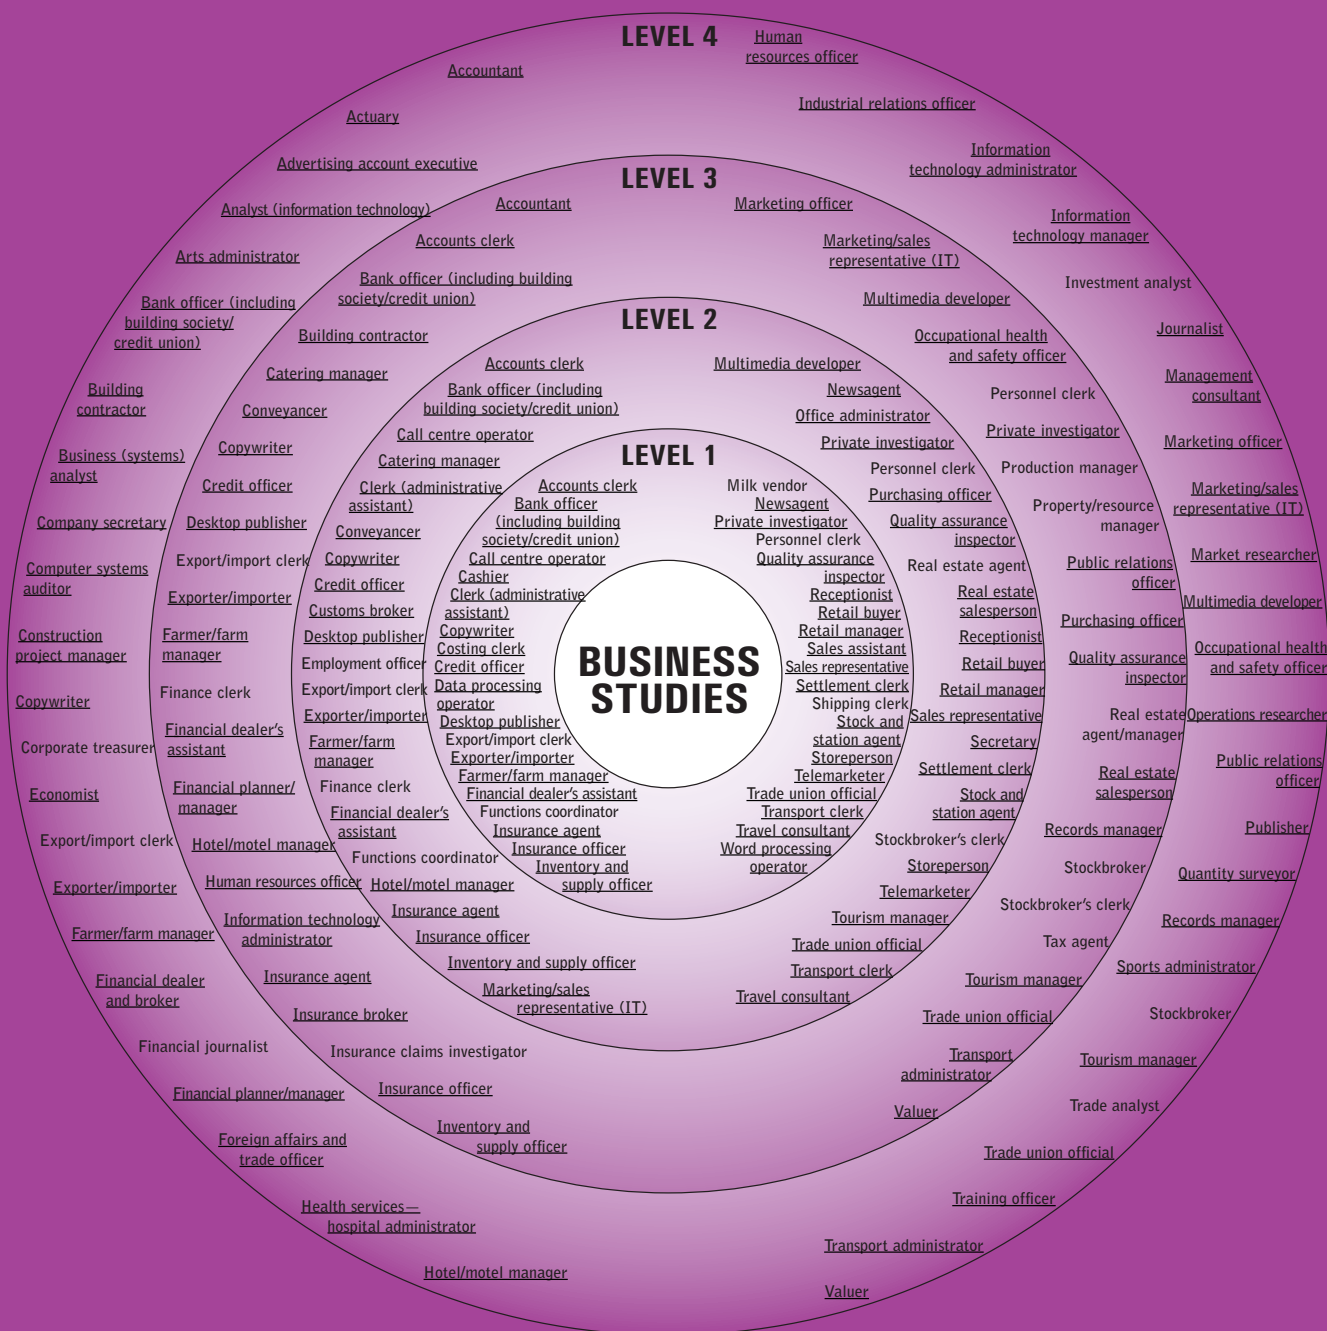 LEVEL 4
Accountant
Actuary
Advertising account executive
Analyst (information technology)
Arts administrator
Bank officer (including
building society/
credit union)
Building
contractor
Business (systems)
analyst
Company secretary
Computer systems
auditor
Construction
project manager
Copywriter
Corporate treasurer
Economist
Export/import clerk
Exporter/importer
Farmer/farm manager
Financial dealer
and broker
Financial journalist
Financial planner/manager
Foreign affairs and
trade officer
Health services—
hospital administrator
Hotel/motel manager
Human
resources officer
Industrial relations officer
Information
technology administrator
Information
technology manager
Investment analyst
Journalist
Management
consultant
Marketing officer
Marketing/sales
representative (IT)
Market researcher
Multimedia developer
Occupational health
and safety officer
Operations researcher
Public relations
officer
Publisher
Quantity surveyor
Records manager
Sports administrator
Stockbroker
Tourism manager
Trade analyst
Trade union official
Training officer
Transport administrator
Valuer
LEVEL 3
Accountant
Accounts clerk
Bank officer (including building
society/credit union)
Building contractor
Catering manager
Conveyancer
Copywriter
Credit officer
Desktop publisher
Export/import clerk
Exporter/importer
Farmer/farm
manager
Finance clerk
Financial dealer's
assistant
Financial planner/
manager
Hotel/motel manager
Human resources officer
Information technology
administrator
Insurance agent
Insurance broker
Insurance claims investigator
Insurance officer
Inventory and
supply officer
Marketing officer
Marketing/sales
representative (IT)
Multimedia developer
Occupational health
and safety officer
Personnel clerk
Private investigator
Production manager
Property/resource
manager
Public relations
officer
Purchasing officer
Quality assurance
inspector
Real estate
agent/manager
Real estate
salesperson
Records manager
Stockbroker
Stockbroker's clerk
Tax agent
Tourism manager
Trade union official
Transport
administrator
Valuer
LEVEL 2
Accounts clerk
Bank officer (including
building society/credit union)
Call centre operator
Catering manager
Clerk (administrative
assistant)
Conveyancer
Copywriter
Credit officer
Customs broker
Desktop publisher
Employment officer
Export/import clerk
Exporter/importer
Farmer/farm
manager
Finance clerk
Financial dealer's
assistant
Functions coordinator
Hotel/motel manager
Insurance agent
Insurance officer
Inventory and supply officer
Marketing/sales
representative (IT)
Multimedia developer
Newsagent
Office administrator
Private investigator
Personnel clerk
Purchasing officer
Quality assurance
inspector
Real estate agent
Real estate
salesperson
Receptionist
Retail buyer
Retail manager
Sales representative
Secretary
Settlement clerk
Stock and
station agent
Stockbroker's clerk
Storeperson
Telemarketer
Tourism manager
Trade union official
Transport clerk
Travel consultant
LEVEL 1
Accounts clerk
Bank officer
(including building
society/credit union)
Call centre operator
Cashier
Clerk (administrative
assistant)
Copywriter
Costing clerk
Credit officer
Data processing
operator
Desktop publisher
Export/import clerk
Exporter/importer
Farmer/farm manager
Financial dealer's assistant
Functions coordinator
Insurance agent
Insurance officer
Inventory and
supply officer
Milk vendor
Newsagent
Private investigator
Personnel clerk
Quality assurance
inspector
Receptionist
Retail buyer
Retail manager
Sales assistant
Sales representative
Settlement clerk
Shipping clerk
Stock and
station agent
Storeperson
Telemarketer
Trade union official
Transport clerk
Travel consultant
Word processing
operator
BUSINESS
STUDIES